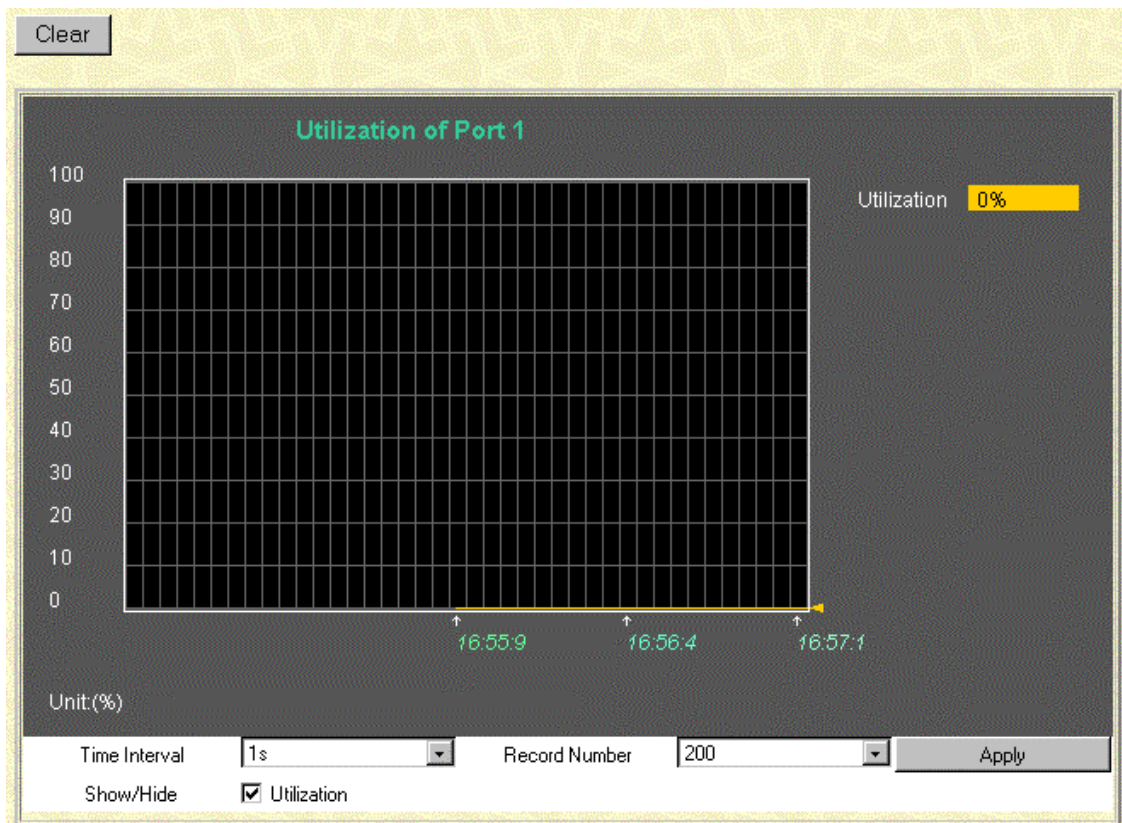 Clear
Utilization of Port 1
100
90
80
70
60
50
40
30
20
10
0
Utilization 0%
16:55:9 16:56:4 16:57:1
Unit:(%)
Time Interval 1s Record Number 200 Apply
Show/Hide Utilization